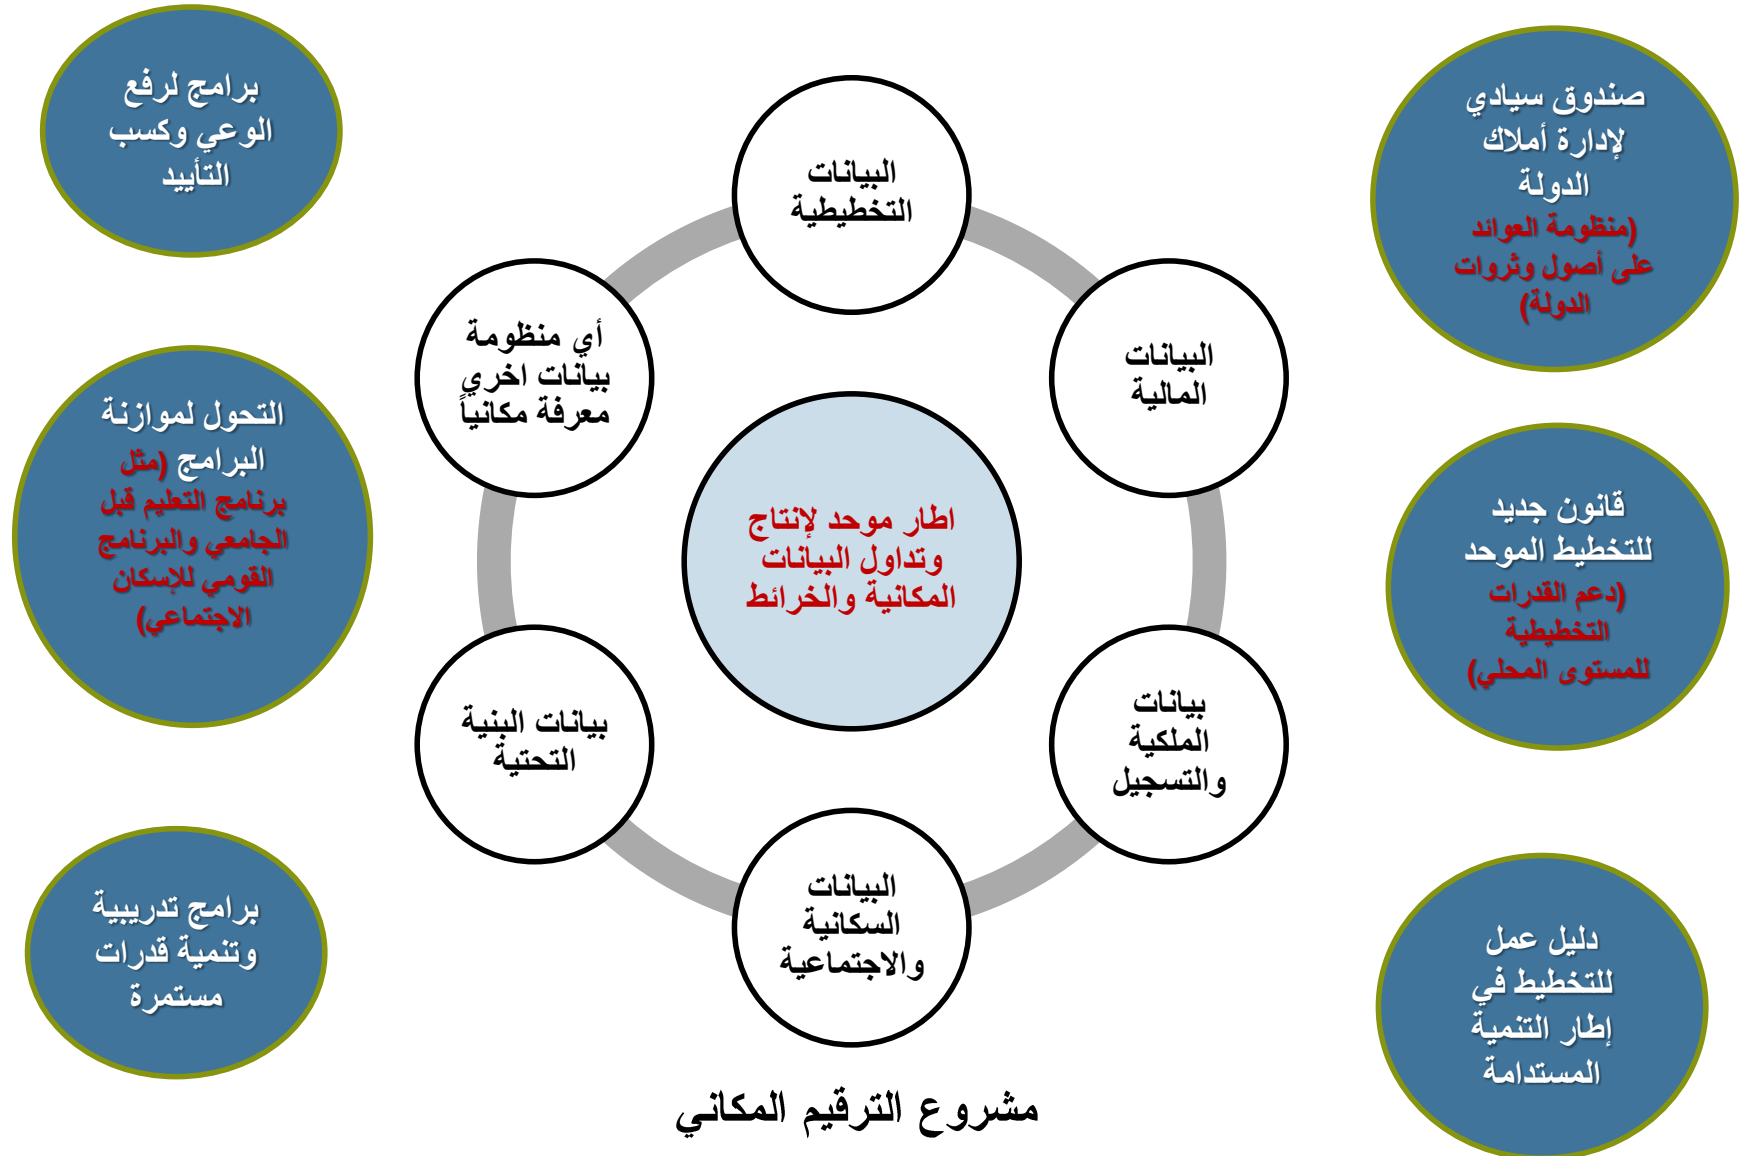 صندوق سيادي
لإدارة أملاك
الدولة
(منظومة العوائد
على أصول وثروات
الدولة)
قانون جديد
للتخطيط الموحد
(دعم القدرات
التخطيطية
للمستوى المحلي)
دليل عمل
للتخطيط في
إطار التنمية
المستدامة
البيانات
التخطيطية
البيانات
المالية
بيانات
الملكية
والتسجيل
البيانات
السكانية
والاجتماعية
بيانات البنية
التحتية
أي منظومة
بيانات اخري
معرفة مكانياً
اطار موحد لإنتاج
وتداول البيانات
المكانية والخرائط
مشروع الترقيم المكاني
برامج لرفع
الوعي وكسب
التأييد
التحول لموازنة
البرامج (مثل
برنامج التعليم قبل
الجامعي والبرنامج
القومي للإسكان
الاجتماعي)
برامج تدريبية
وتنمية قدرات
مستمرة